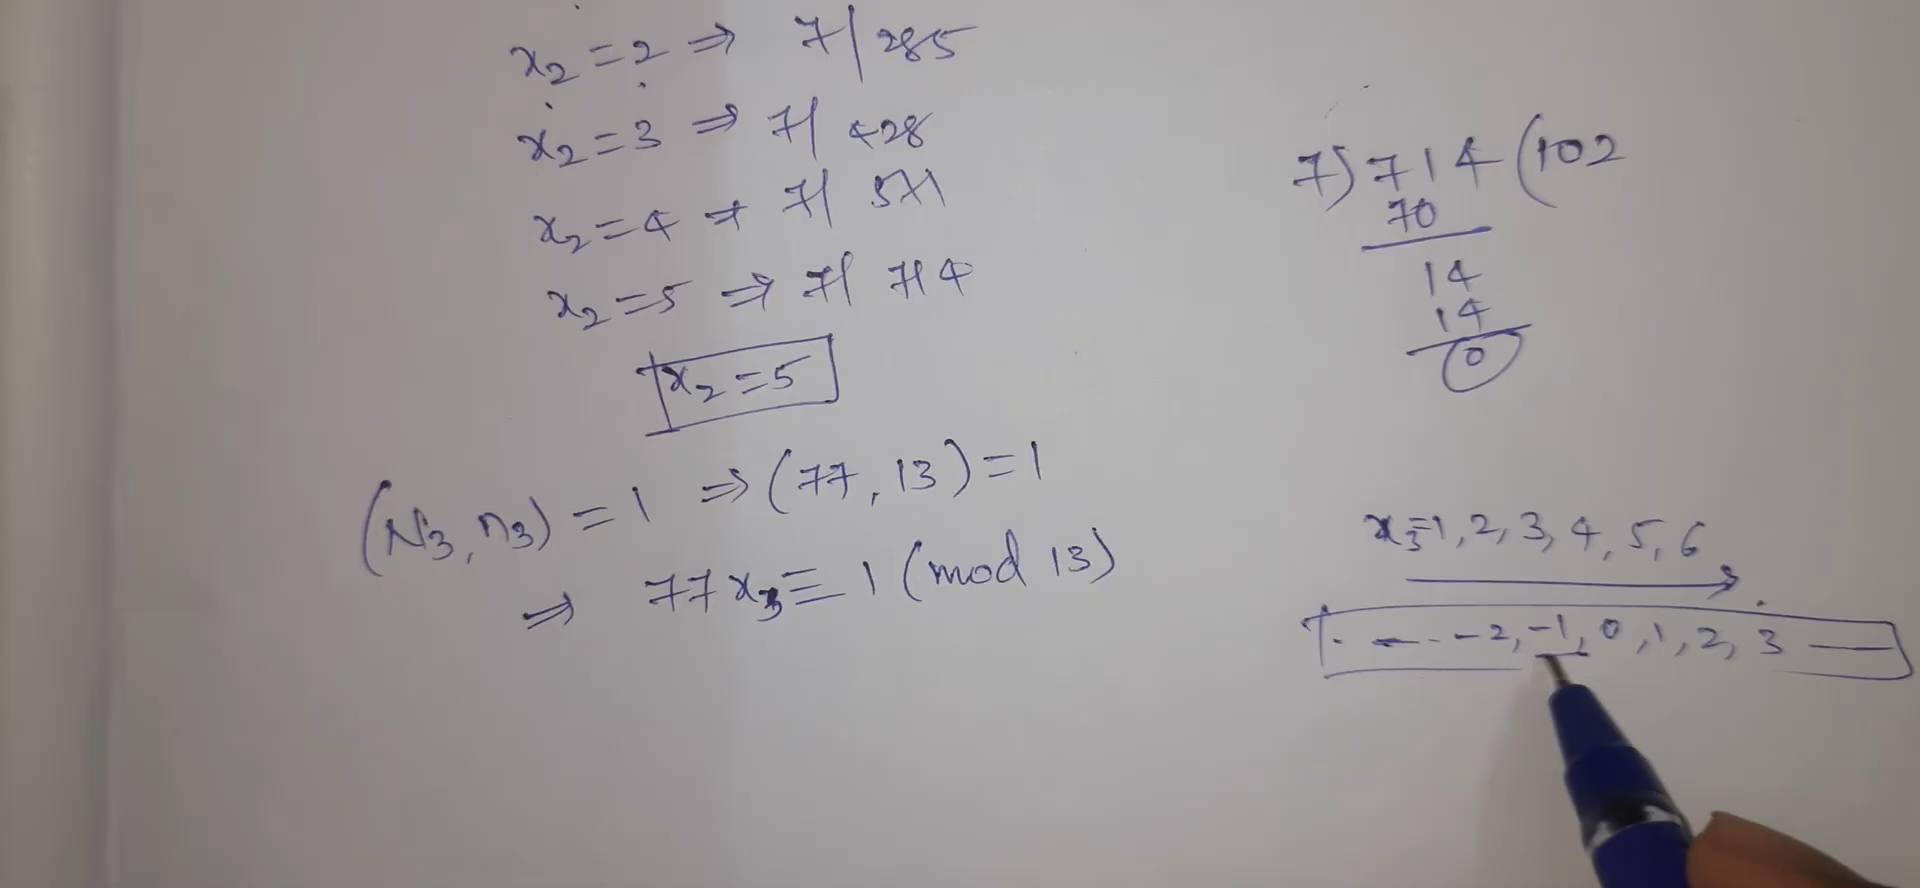 x₂ = 2 ⇒ 7/ 285
x₂ = 3 ⇒ 7/ 428
x₂ = 4 ⇒ 7/ 571
x₂ = 5 ⇒ 7/ 714
x₂ = 5
(N₃, n₃) = 1 ⇒ (77, 13) = 1
⇒ 77x₃ ≡ 1 (mod 13)
7) 714 (102
70
14
14
0
x₃=1, 2, 3, 4, 5, 6
. — . -2, -1, 0, 1, 2, 3 —